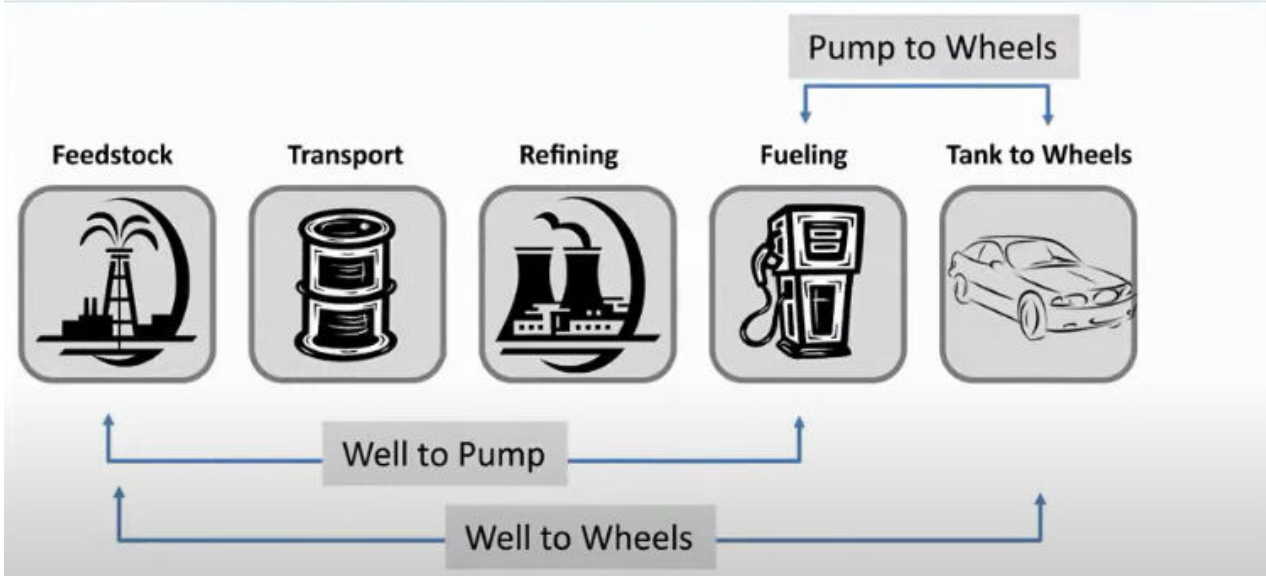 Pump to Wheels
Feedstock
Transport
Refining
Fueling
Tank to Wheels
Well to Pump
Well to Wheels